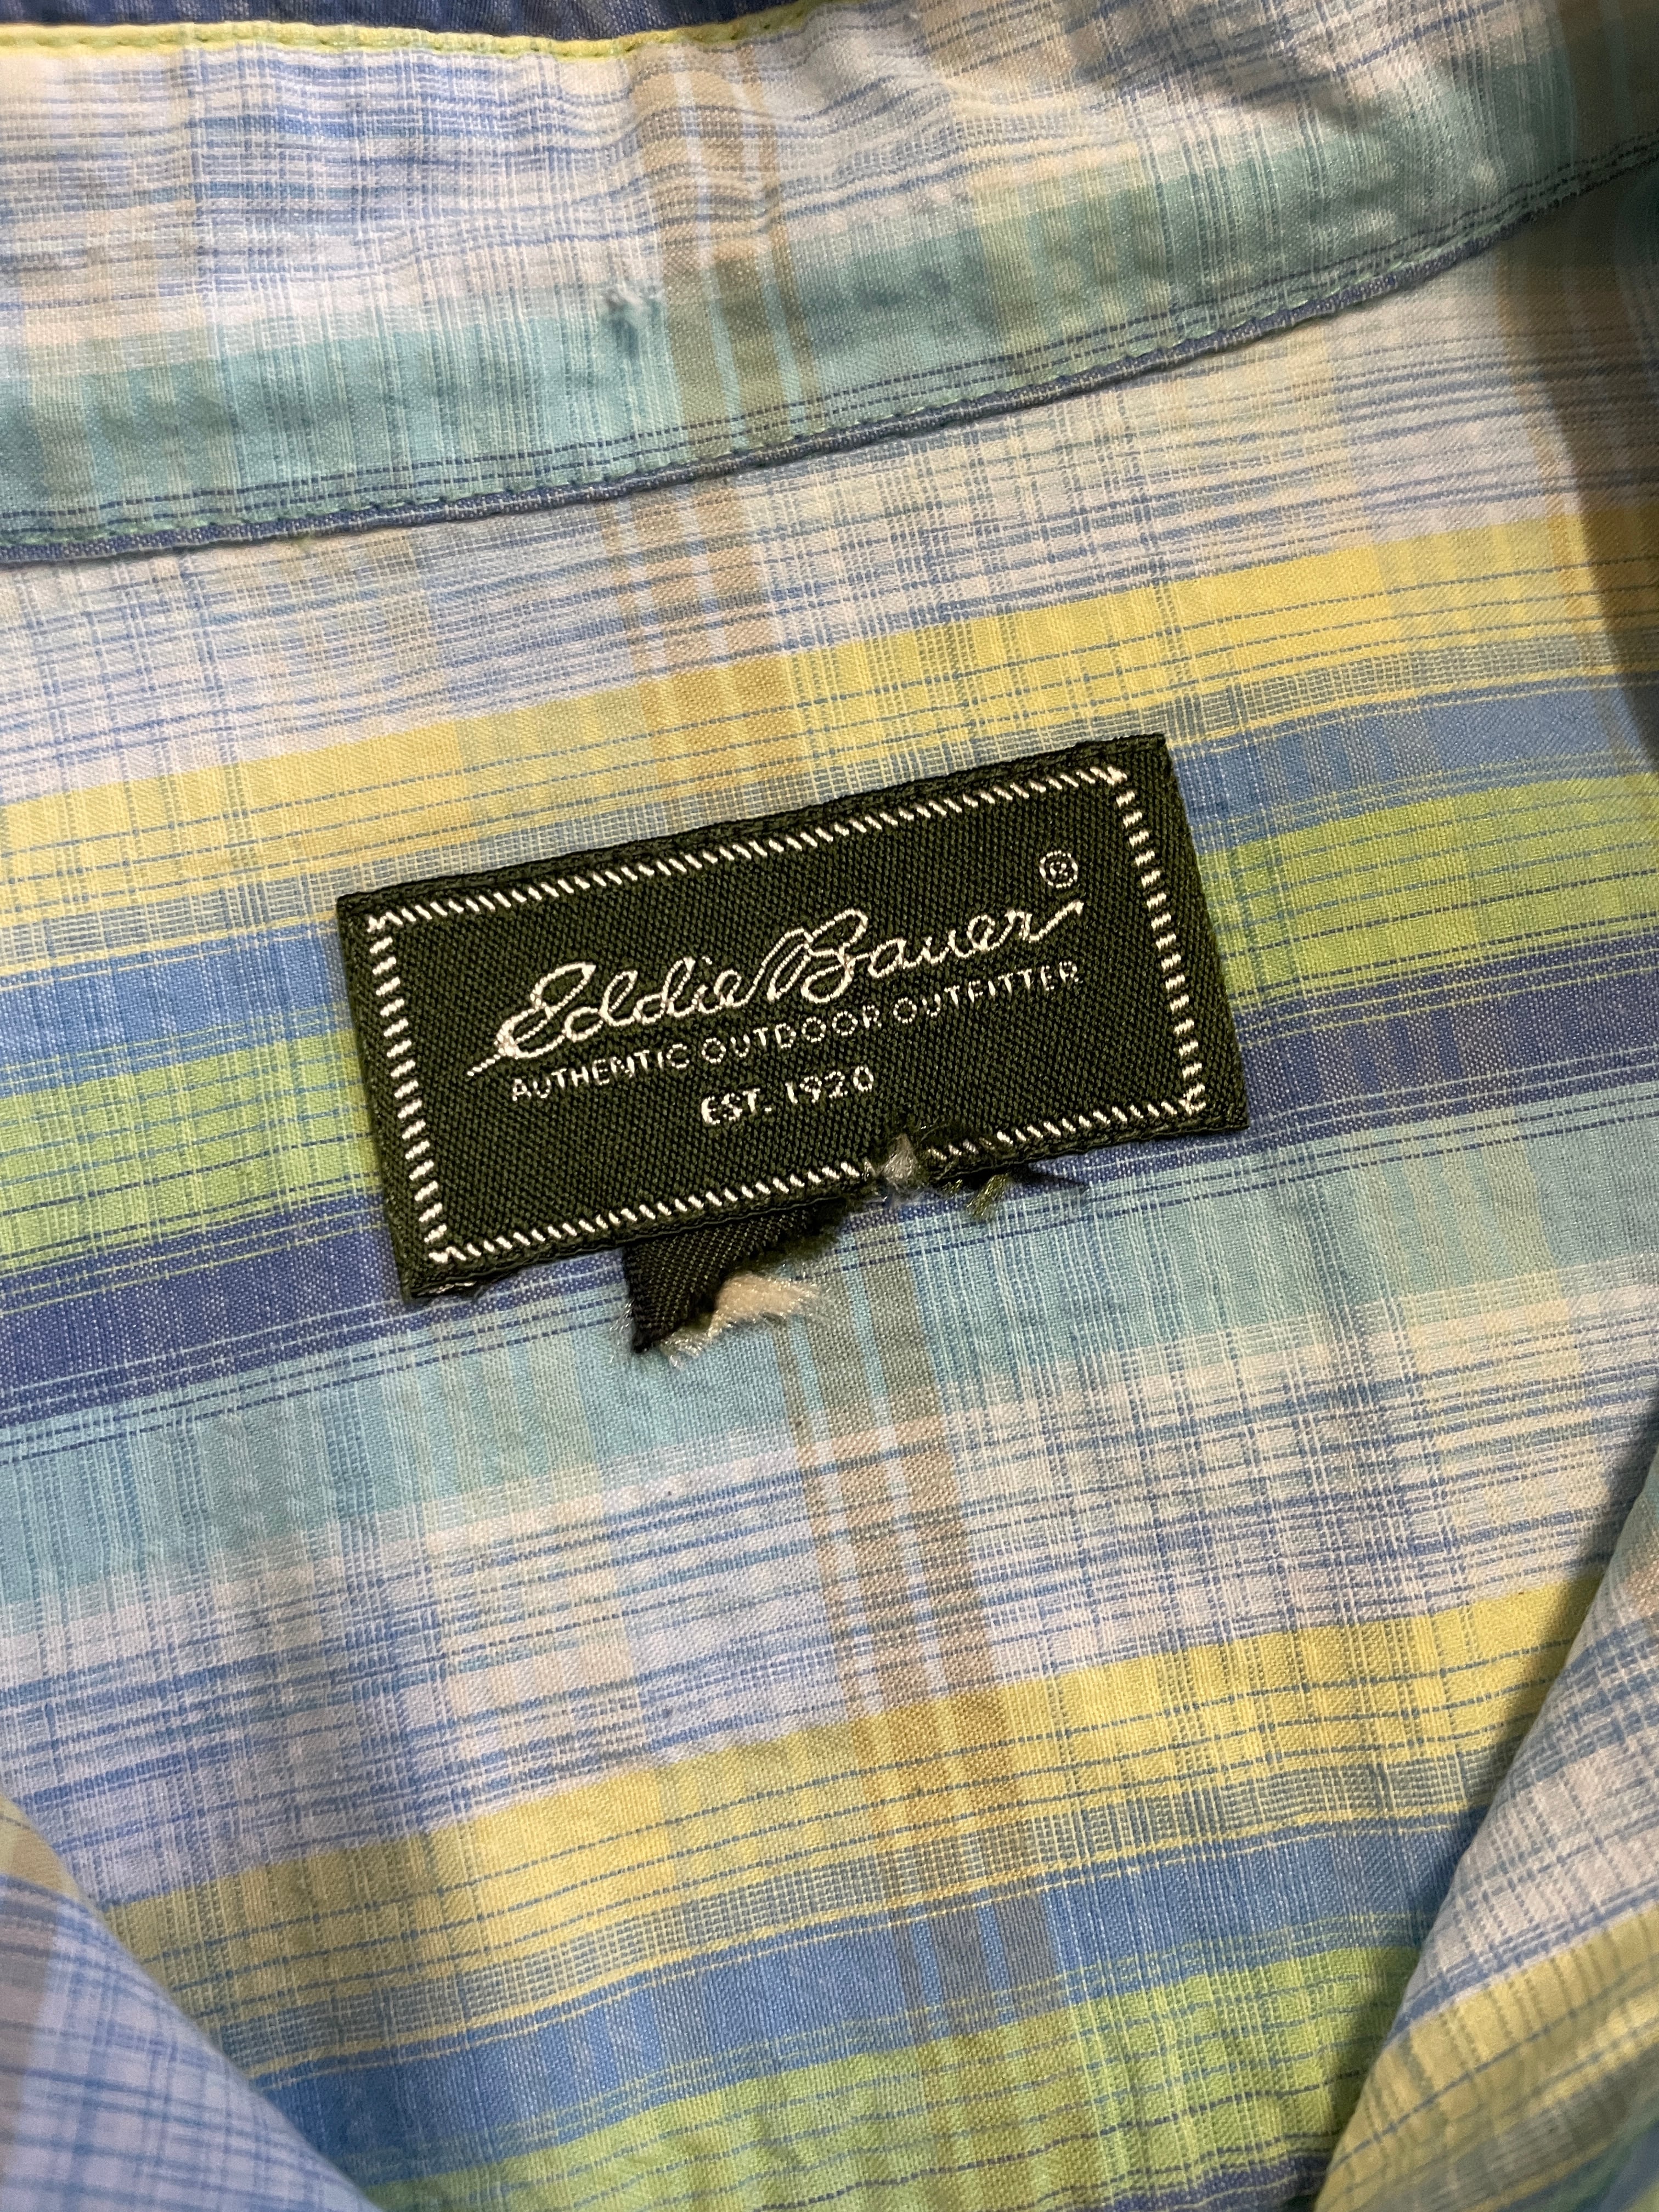 Eddie Bauer®
AUTHENTIC OUTDOOR OUTFITTER
EST. 1920